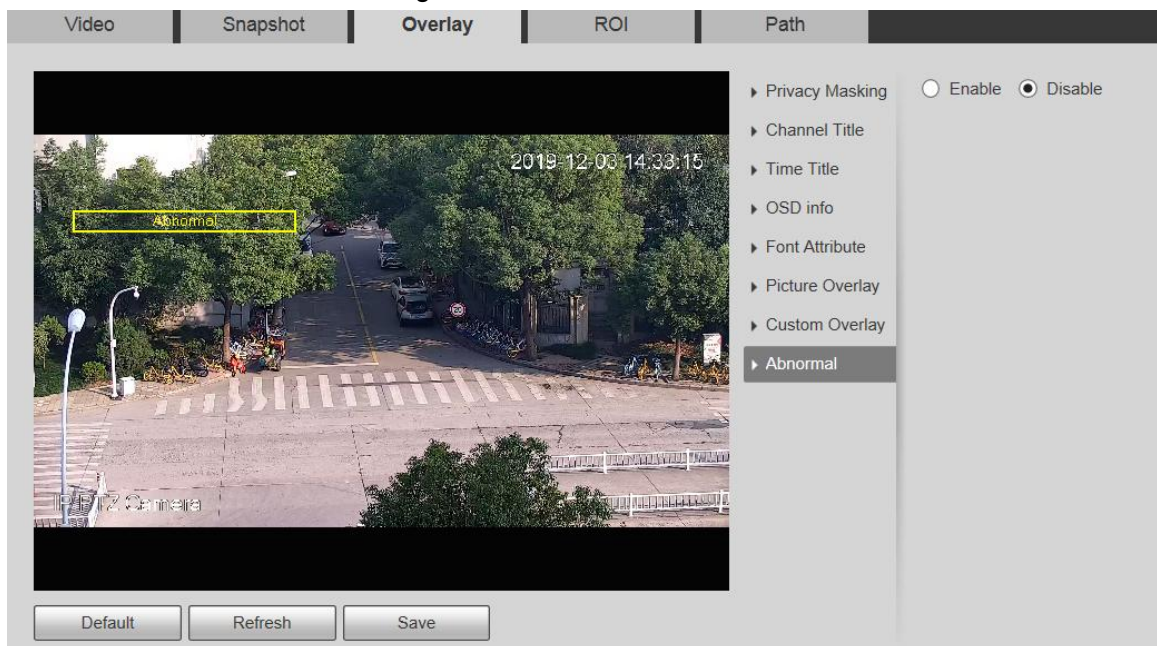 Video Snapshot Overlay ROI Path
2019-12-03 14:33:15
Abnormal
20
IP PTZ Camera
Privacy Masking
Channel Title
Time Title
OSD info
Font Attribute
Picture Overlay
Custom Overlay
Abnormal
Enable Disable
Default Refresh Save